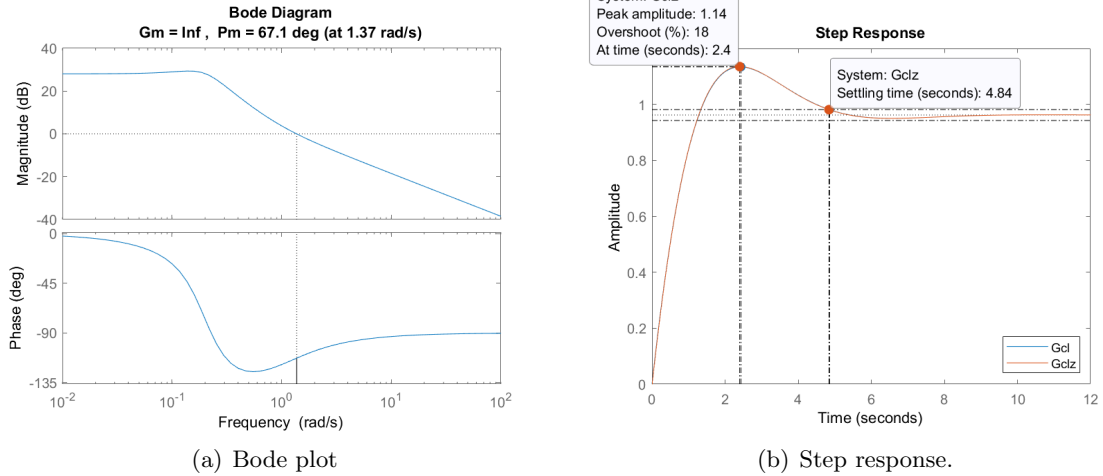 Bode Diagram
Gm = Inf , Pm = 67.1 deg (at 1.37 rad/s)
40
20
0
-20
-40
Magnitude (dB)
0
-45
-90
-135
Phase (deg)
10^-2
10^-1
10^0
10^1
10^2
Frequency (rad/s)
(a) Bode plot
Peak amplitude: 1.14
Overshoot (%): 18
At time (seconds): 2.4
Step Response
System: Gclz
Settling time (seconds): 4.84
1
0.8
0.6
0.4
0.2
0
Amplitude
Gcl
Gclz
0
2
4
6
8
10
12
Time (seconds)
(b) Step response.